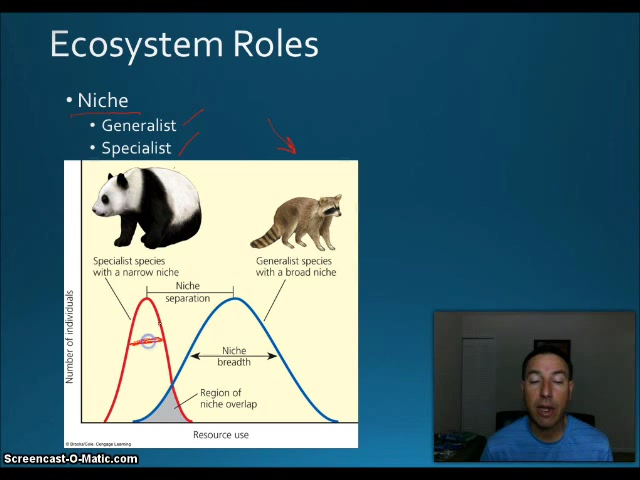 Ecosystem Roles
• Niche
• Generalist
• Specialist
Specialist species
with a narrow niche
Generalist species
with a broad niche
Niche
separation
Number of individuals
Niche
breadth
Region of
niche overlap
Resource use
© Brooks/Cole, Cengage Learning
Screencast-O-Matic.com